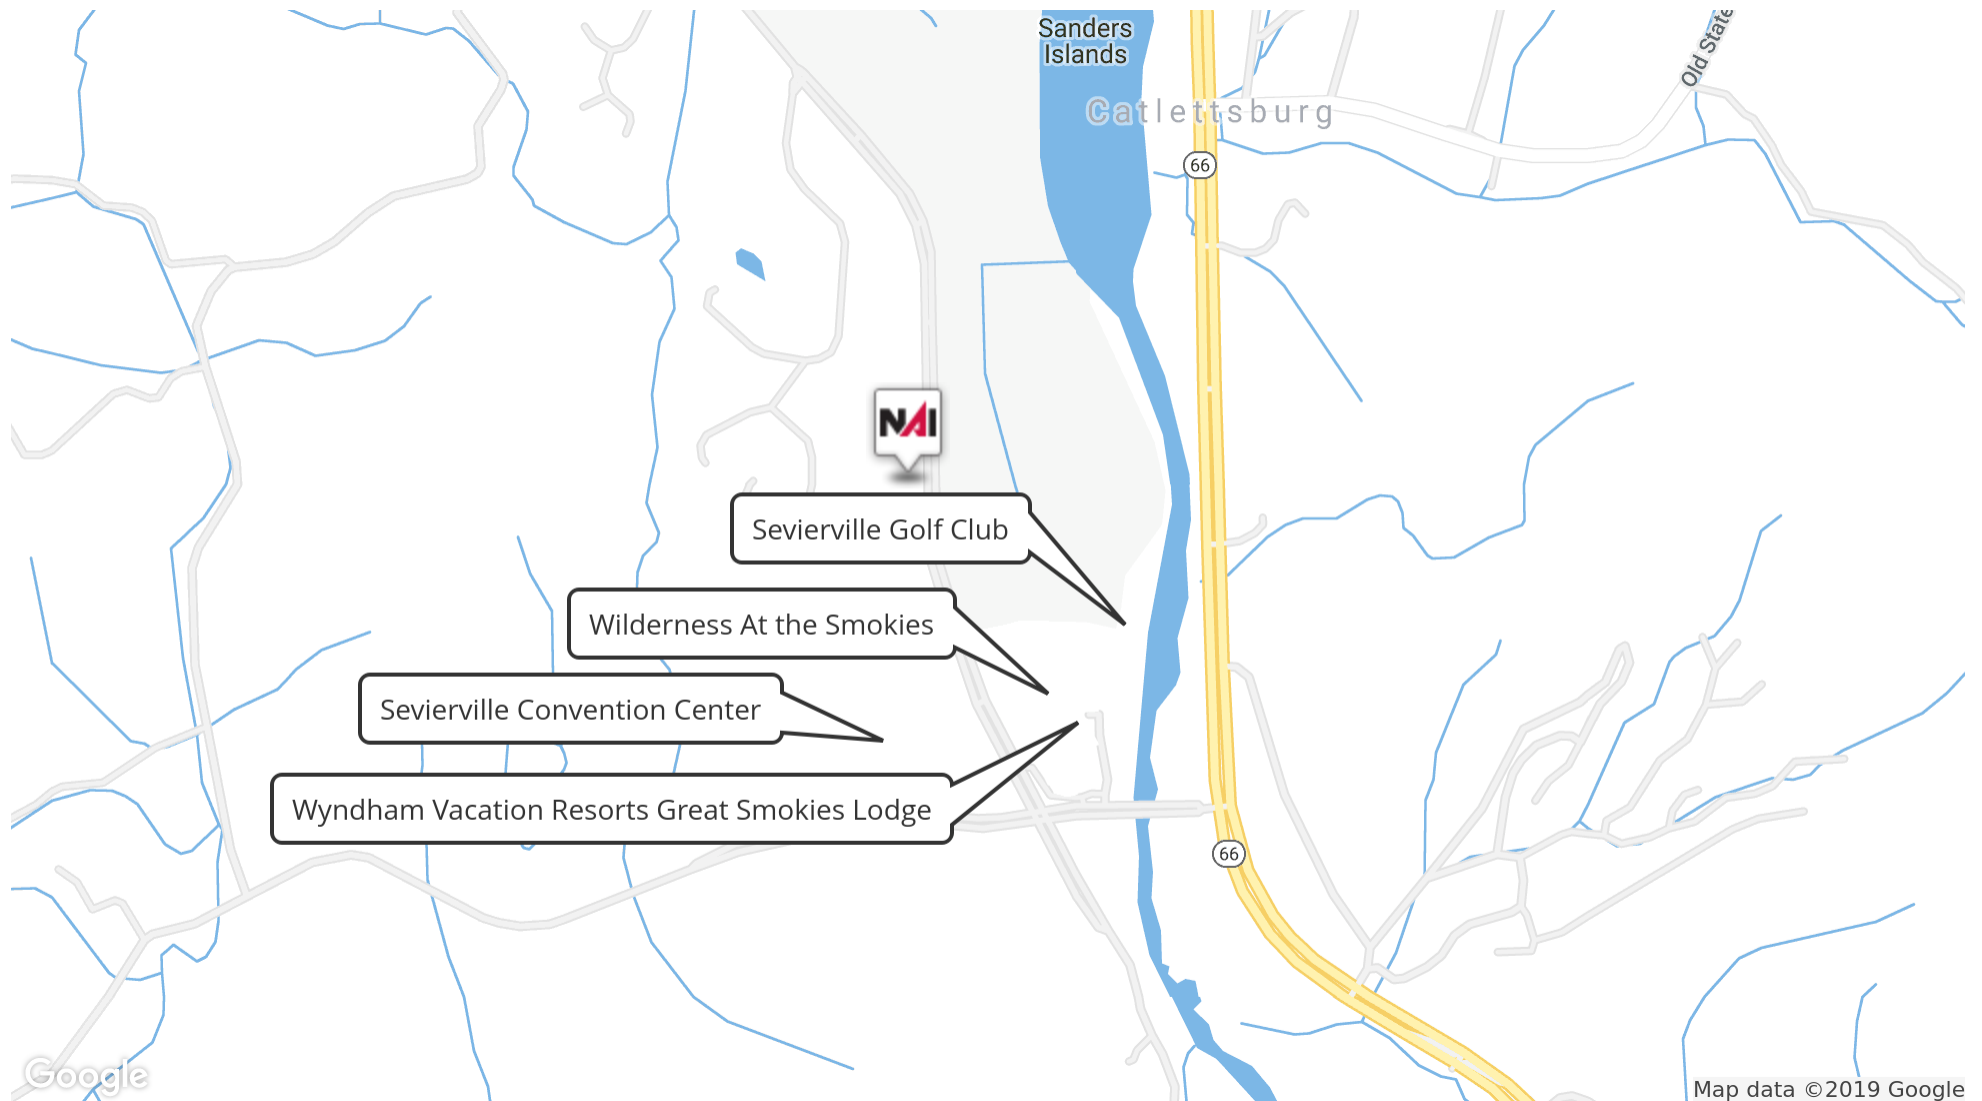 Sanders
Islands
Old State
Catlettsburg
66
NAI
Sevierville Golf Club
Wilderness At the Smokies
Sevierville Convention Center
Wyndham Vacation Resorts Great Smokies Lodge
66
Google
Map data ©2019 Google